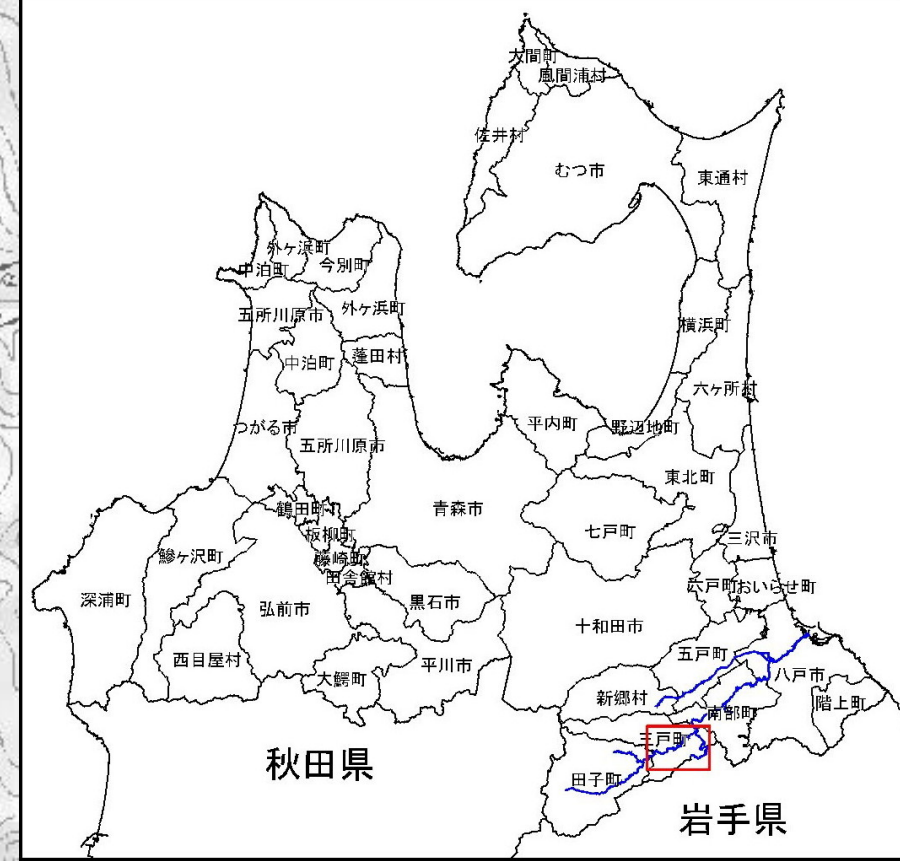 大間町
風間浦村
佐井村
むつ市
東通村
外ヶ浜町
中泊町
今別町
五所川原市
外ヶ浜町
横浜町
蓬田村
中泊町
六ヶ所村
つがる市
五所川原市
平内町
野辺地町
東北町
青森市
鶴田町
七戸町
板柳町
三沢市
鰺ヶ沢町
藤崎町
田舎館村
六戸町
おいらせ町
深浦町
弘前市
黒石市
十和田市
西目屋村
平川市
五戸町
大鰐町
八戸市
新郷村
階上町
南部町
三戸町
秋田県
田子町
岩手県